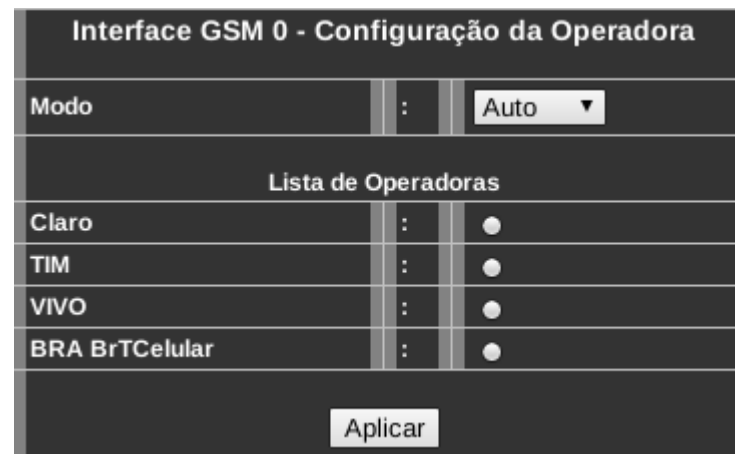 Interface GSM 0 - Configuração da Operadora
Modo : Auto
Lista de Operadoras
Claro :
TIM :
VIVO :
BRA BrTCelular :
Aplicar